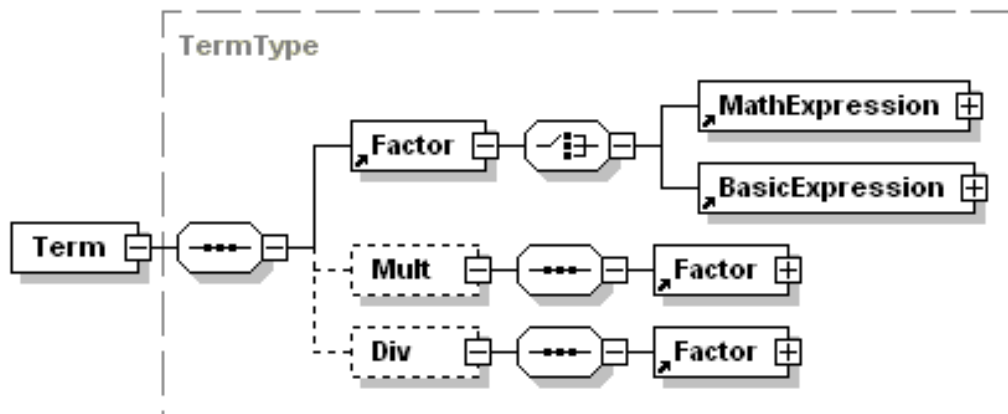 TermType
MathExpression
Factor
BasicExpression
Term
Mult
Factor
Div
Factor